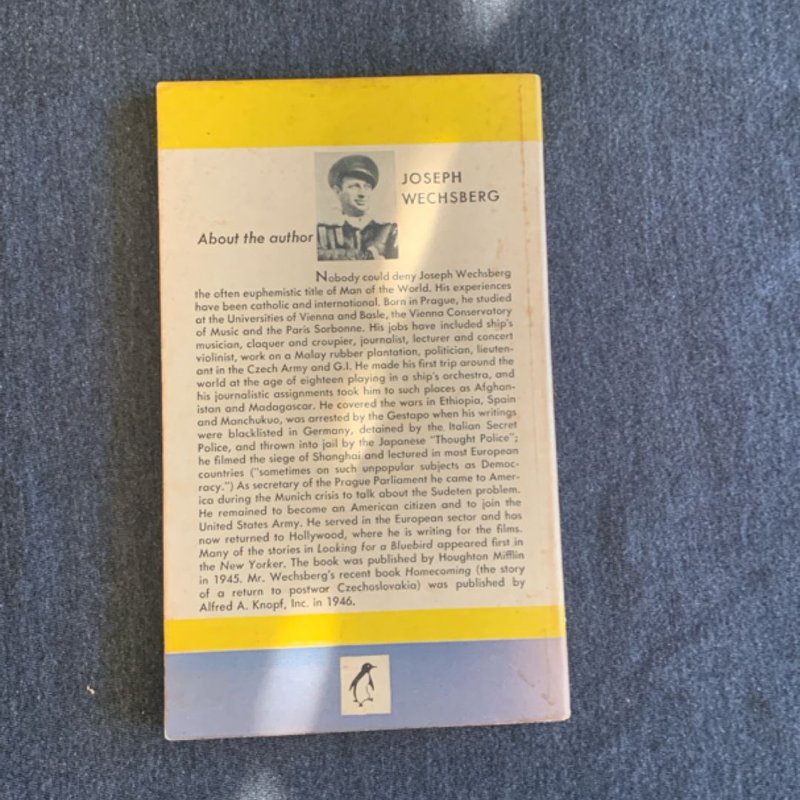 JOSEPH
WECHSBERG
About the author
Nobody could deny Joseph Wechsberg
the often euphemistic title of Man of the World. His experiences
have been catholic and international. Born in Prague, he studied
at the Universities of Vienna and Basle, the Vienna Conservatory
of Music and the Paris Sorbonne. His jobs have included ship's
musician, claquer and croupier, journalist, lecturer and concert
violinist, work on a Malay rubber plantation, politician, lieuten-
ant in the Czech Army and G.I. He made his first trip around the
world at the age of eighteen playing in a ship's orchestra, and
his journalistic assignments took him to such places as Afghan-
istan and Madagascar. He covered the wars in Ethiopia, Spain
and Manchukuo, was arrested by the Gestapo when his writings
were blacklisted in Germany, detained by the Italian Secret
Police, and thrown into jail by the Japanese "Thought Police";
he filmed the siege of Shanghai and lectured in most European
countries ("sometimes on such unpopular subjects as Democ-
racy.") As secretary of the Prague Parliament he came to Amer-
ica during the Munich crisis to talk about the Sudeten problem.
He remained to become an American citizen and to join the
United States Army. He served in the European sector and has
now returned to Hollywood, where he is writing for the films.
Many of the stories in Looking for a Bluebird appeared first in
the New Yorker. The book was published by Houghton Mifflin
in 1945. Mr. Wechsberg's recent book Homecoming (the story
of a return to postwar Czechoslovakia) was published by
Alfred A. Knopf, Inc. in 1946.